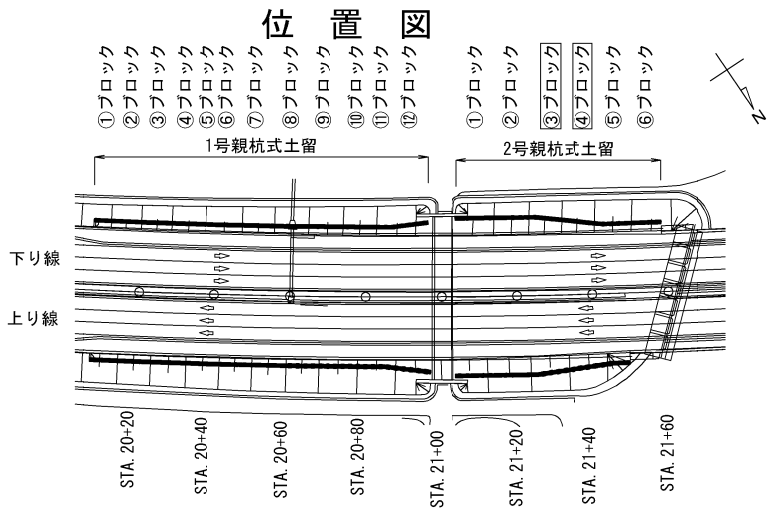 位置図
①ブロック
②ブロック
③ブロック
④ブロック
⑤ブロック
⑥ブロック
⑦ブロック
⑧ブロック
⑨ブロック
⑩ブロック
⑪ブロック
⑫ブロック
①ブロック
②ブロック
③ブロック
④ブロック
⑤ブロック
⑥ブロック
N
1号親杭式土留
2号親杭式土留
下り線
上り線
STA. 20+20
STA. 20+40
STA. 20+60
STA. 20+80
STA. 21+00
STA. 21+20
STA. 21+40
STA. 21+60